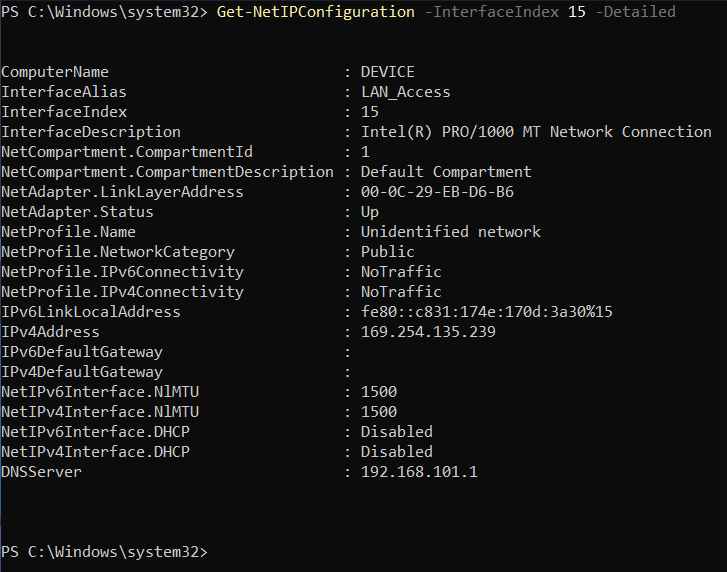 PS C:\Windows\system32> Get-NetIPConfiguration -InterfaceIndex 15 -Detailed
ComputerName : DEVICE
InterfaceAlias : LAN_Access
InterfaceIndex : 15
InterfaceDescription : Intel(R) PRO/1000 MT Network Connection
NetCompartment.CompartmentId : 1
NetCompartment.CompartmentDescription : Default Compartment
NetAdapter.LinkLayerAddress : 00-0C-29-EB-D6-B6
NetAdapter.Status : Up
NetProfile.Name : Unidentified network
NetProfile.NetworkCategory : Public
NetProfile.IPv6Connectivity : NoTraffic
NetProfile.IPv4Connectivity : NoTraffic
IPv6LinkLocalAddress : fe80::c831:174e:170d:3a30%15
IPv4Address : 169.254.135.239
IPv6DefaultGateway :
IPv4DefaultGateway :
NetIPv6Interface.NlMTU : 1500
NetIPv4Interface.NlMTU : 1500
NetIPv6Interface.DHCP : Disabled
NetIPv4Interface.DHCP : Disabled
DNSServer : 192.168.101.1
PS C:\Windows\system32>